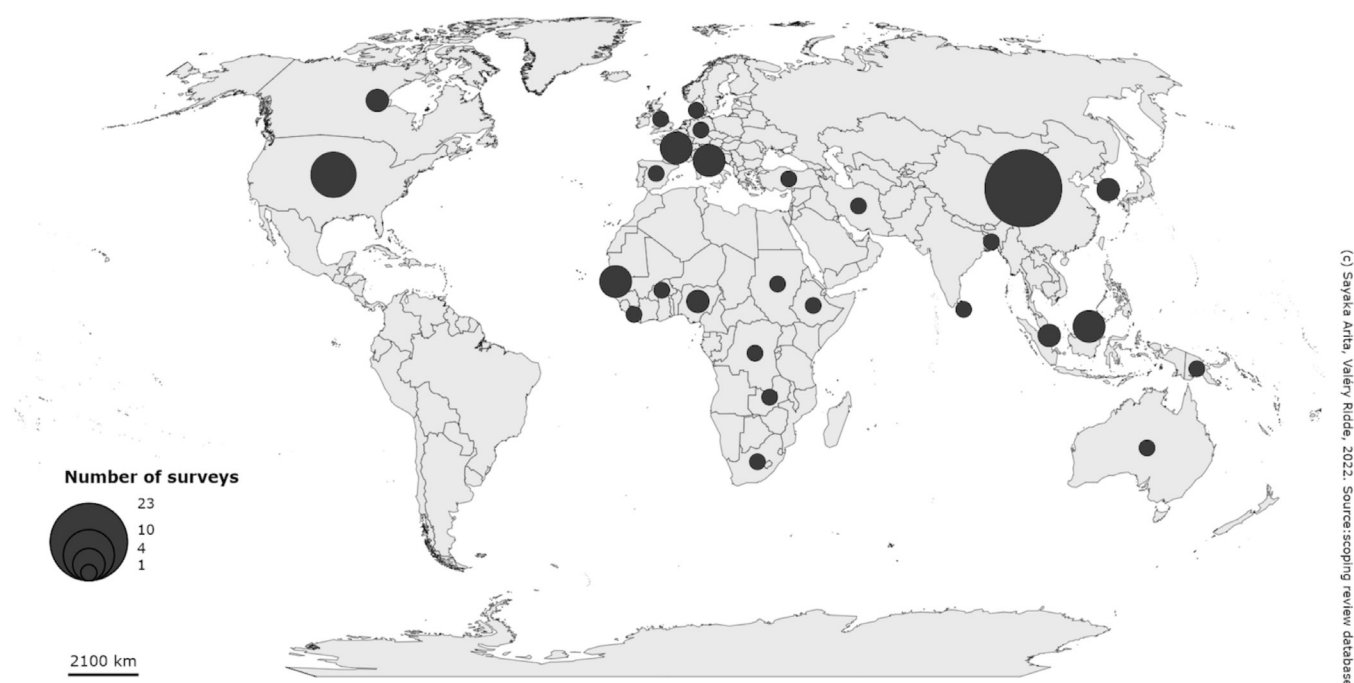 Number of surveys
23
10
4
1
2100 km
(c) Sayaka Arita, Valéry Ridde, 2022. Source:scoping review database